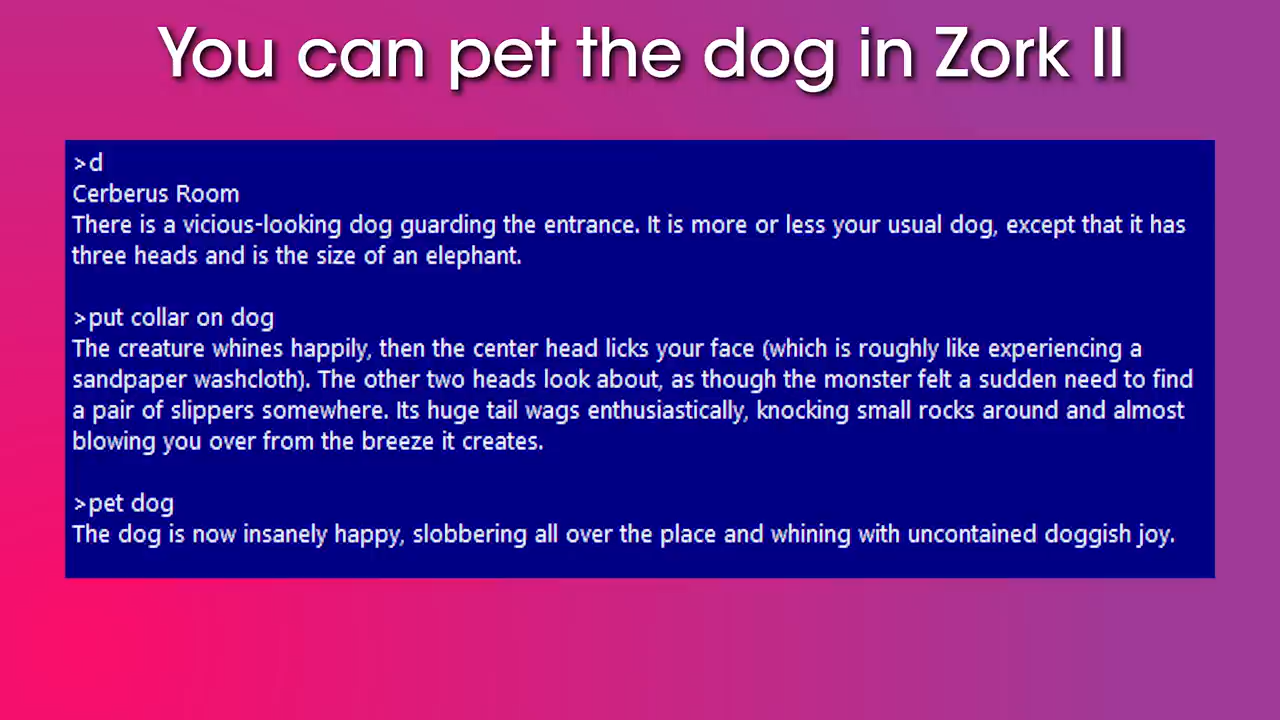 You can pet the dog in Zork II
>d
Cerberus Room
There is a vicious-looking dog guarding the entrance. It is more or less your usual dog, except that it has
three heads and is the size of an elephant.
>put collar on dog
The creature whines happily, then the center head licks your face (which is roughly like experiencing a
sandpaper washcloth). The other two heads look about, as though the monster felt a sudden need to find
a pair of slippers somewhere. Its huge tail wags enthusiastically, knocking small rocks around and almost
blowing you over from the breeze it creates.
>pet dog
The dog is now insanely happy, slobbering all over the place and whining with uncontained doggish joy.